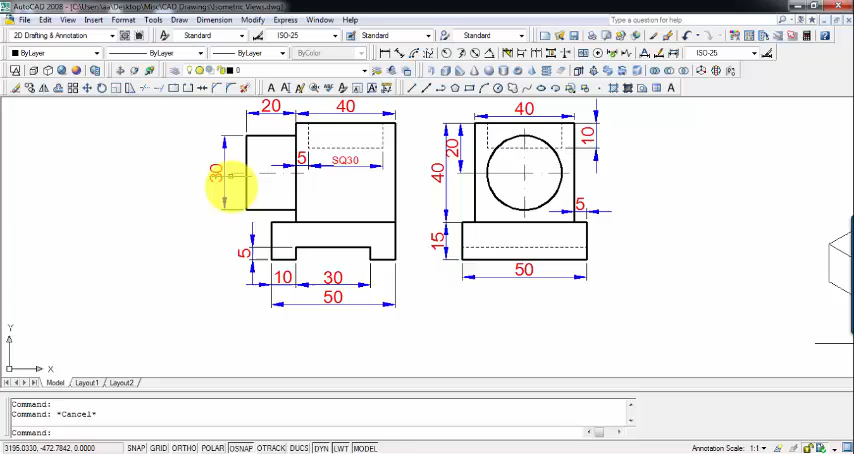 AutoCAD 2008 - [C:\Users\aa\Desktop\Misc\CAD Drawings\Isometric Views.dwg]
File Edit View Insert Format Tools Draw Dimension Modify Express Window Help
Type a question for help
2D Drafting & Annotation Standard ISO-25 Standard Standard
ByLayer ByLayer ByLayer ByColor ISO-25
0
20 40 40
10
20
5 SQ30
30 40
5
5 15
10 30 50
50
Y
X
Model Layout1 Layout2
Command:
Command: *Cancel*
Command:
3195.0330, -472.7842, 0.0000 SNAP GRID ORTHO POLAR OSNAP OTRACK DUCS DYN LWT MODEL Annotation Scale: 1:1